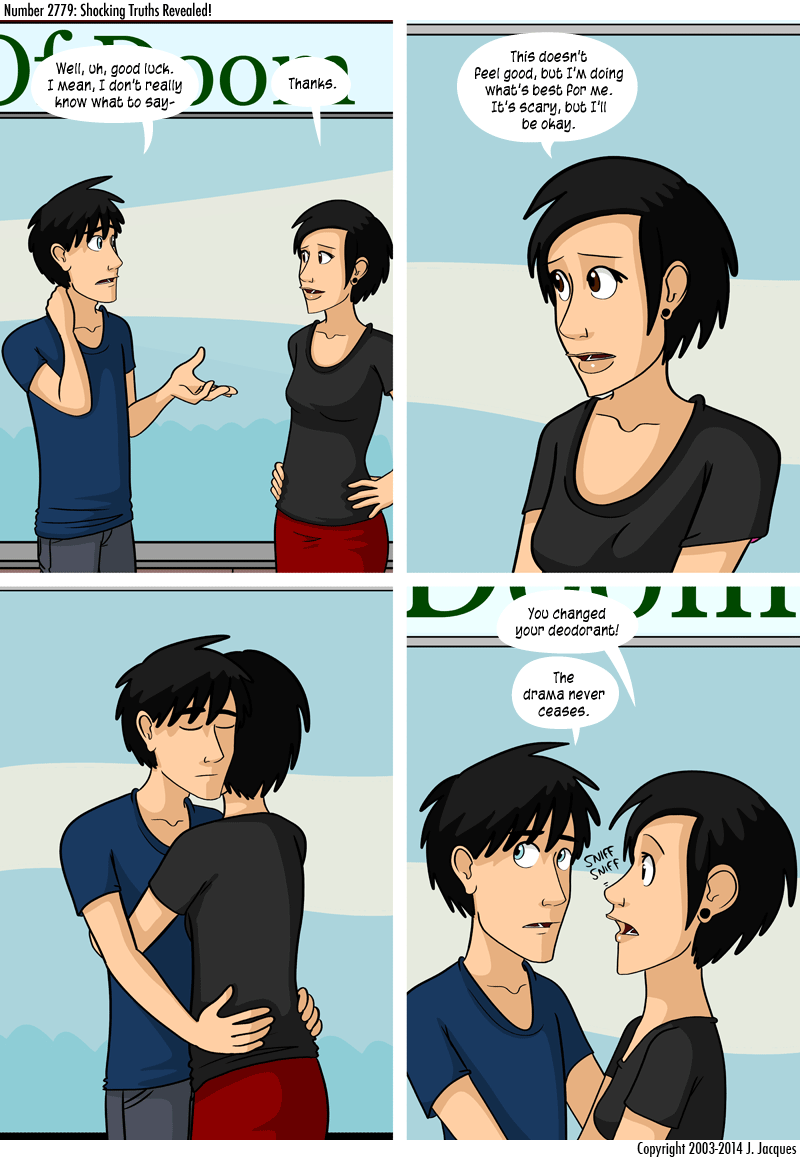 Number 2779: Shocking Truths Revealed!
Of Doom
Well, uh, good luck.
I mean, I don't really
know what to say-
Thanks.
This doesn't
feel good, but I'm doing
what's best for me.
It's scary, but I'll
be okay.
Doom
You changed
your deodorant!
The
drama never
ceases.
SNIFF
SNIFF
Copyright 2003-2014 J. Jacques